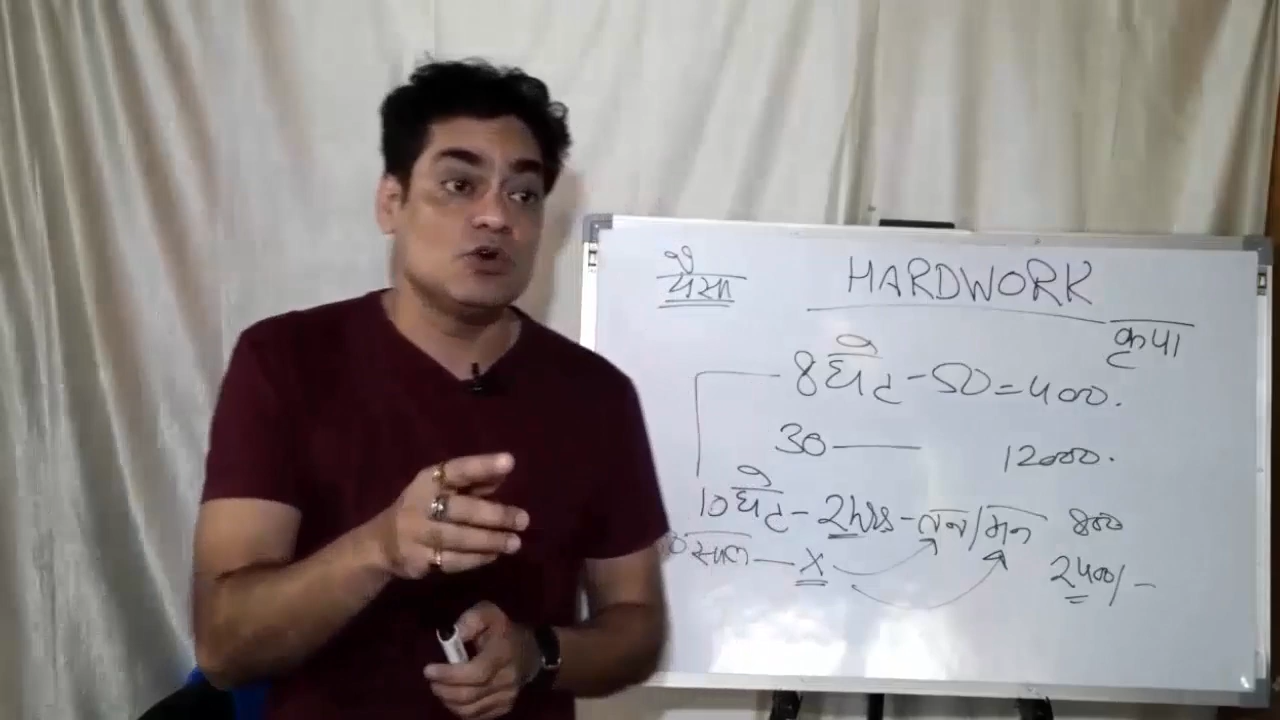 पैसा HARDWORK
कृपा
8 घंटे - 50 = 400.
30 — 12000.
10 घंटे - 2hrs - तन/मन 800
साल — X 2400/-